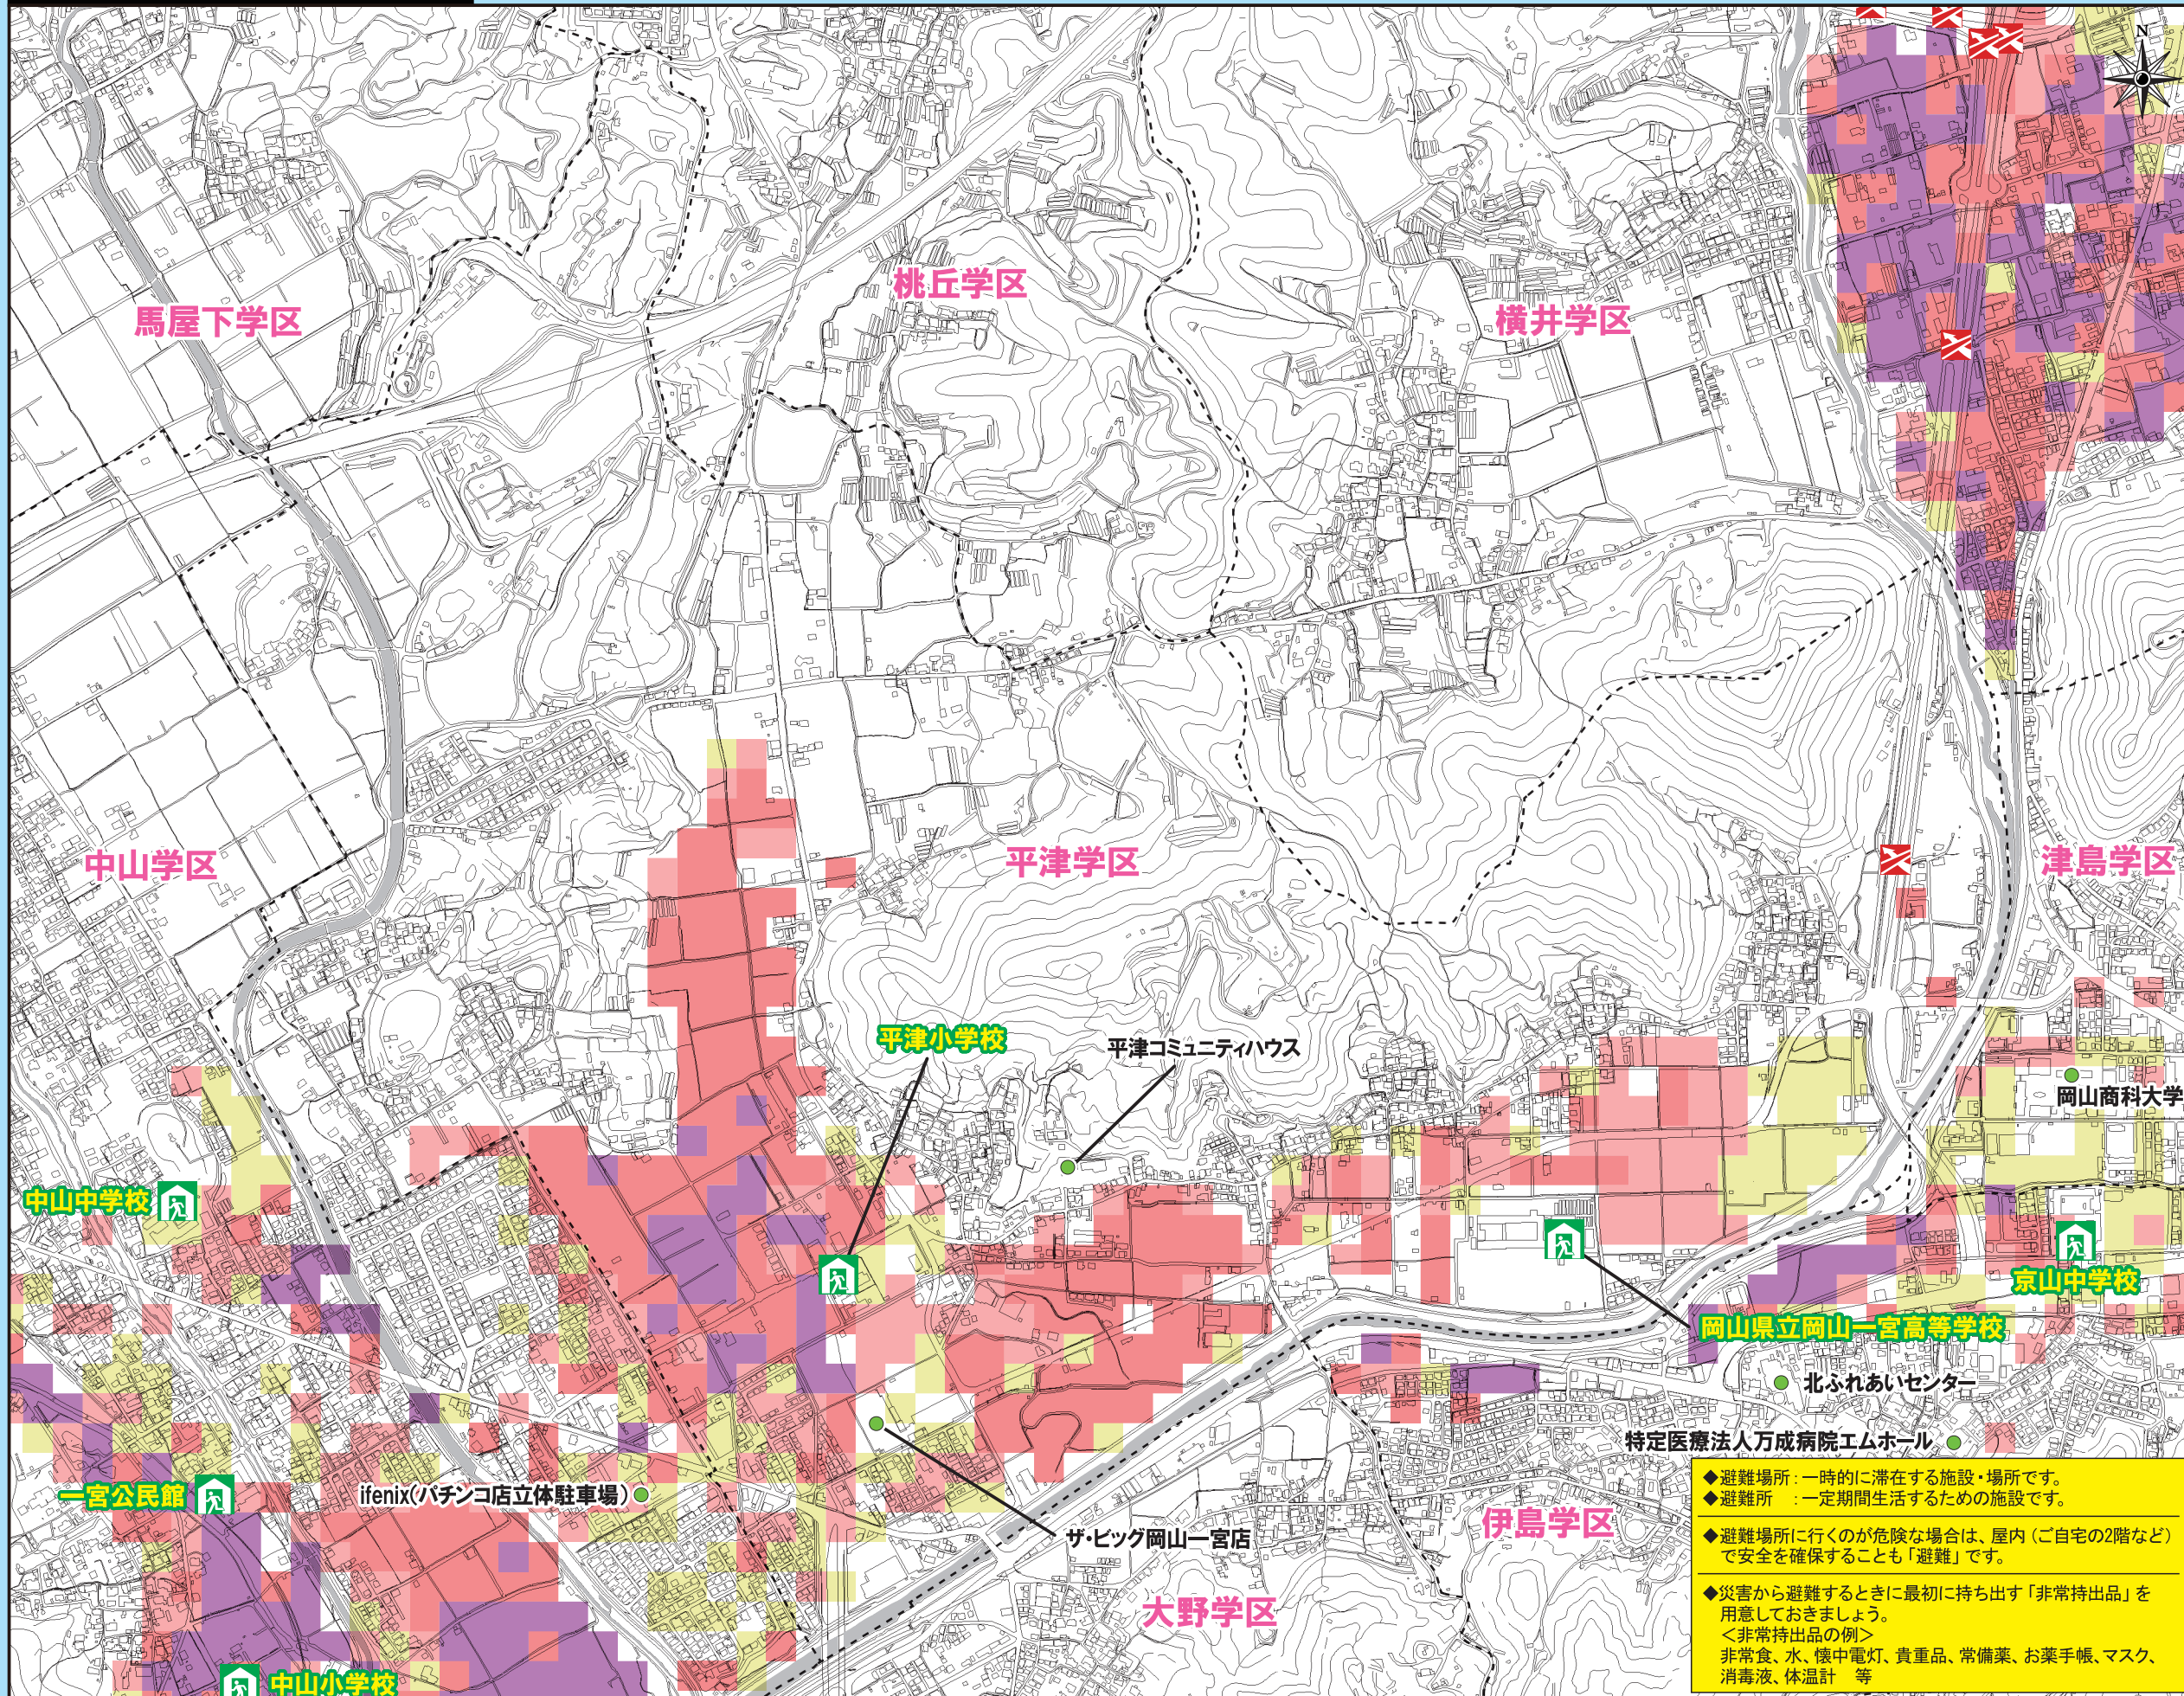 N
桃丘学区
馬屋下学区
横井学区
中山学区
平津学区
津島学区
平津小学校
平津コミュニティハウス
岡山商科大学
中山中学校
京山中学校
岡山県立岡山一宮高等学校
北ふれあいセンター
特定医療法人万成病院エムホール
一宮公民館
ifenix(パチンコ店立体駐車場)
ザ・ビッグ岡山一宮店
伊島学区
大野学区
中山小学校
◆避難場所：一時的に滞在する施設・場所です。
◆避難所　：一定期間生活するための施設です。
◆避難場所に行くのが危険な場合は、屋内（ご自宅の2階など）
で安全を確保することも「避難」です。
◆災害から避難するときに最初に持ち出す「非常持出品」を
用意しておきましょう。
＜非常持出品の例＞
非常食、水、懐中電灯、貴重品、常備薬、お薬手帳、マスク、
消毒液、体温計　等